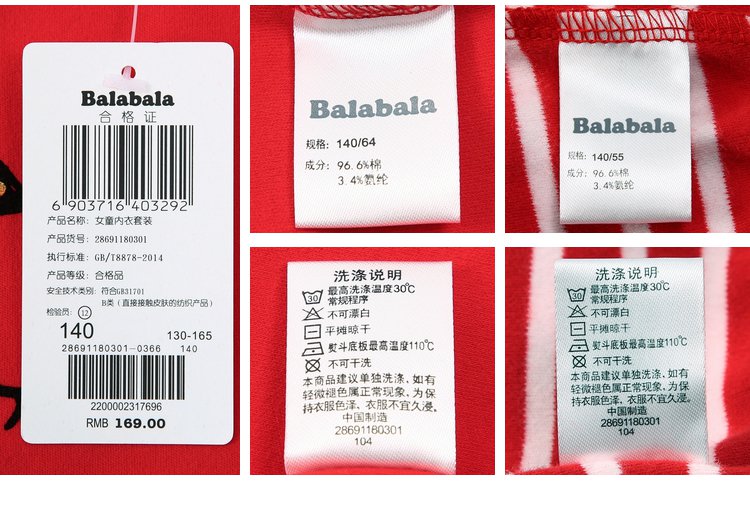 Balabala
合格证
6 903716 403292
产品名称: 女童内衣套装
产品货号: 28691180301
执行标准: GB/T8878-2014
产品等级: 合格品
安全技术类别: 符合GB31701
B类 (直接接触皮肤的纺织产品)
检验员: 12
140 130-165
28691180301-0366 140
2200002317696
RMB 169.00
Balabala
规格: 140/64
成分: 96.6%棉
3.4%氨纶
Balabala
规格: 140/55
成分: 96.6%棉
3.4%氨纶
洗涤说明
30 最高洗涤温度30℃
常规程序
不可漂白
平摊晾干
熨斗底板最高温度110℃
不可干洗
本商品建议单独洗涤, 如有
轻微褪色属正常现象, 为保
持衣服色泽, 衣服不宜久浸。
中国制造
28691180301
104
洗涤说明
30 最高洗涤温度30℃
常规程序
不可漂白
平摊晾干
熨斗底板最高温度110℃
不可干洗
本商品建议单独洗涤, 如有
轻微褪色属正常现象, 为保
持衣服色泽, 衣服不宜久浸。
中国制造
28691180301
104